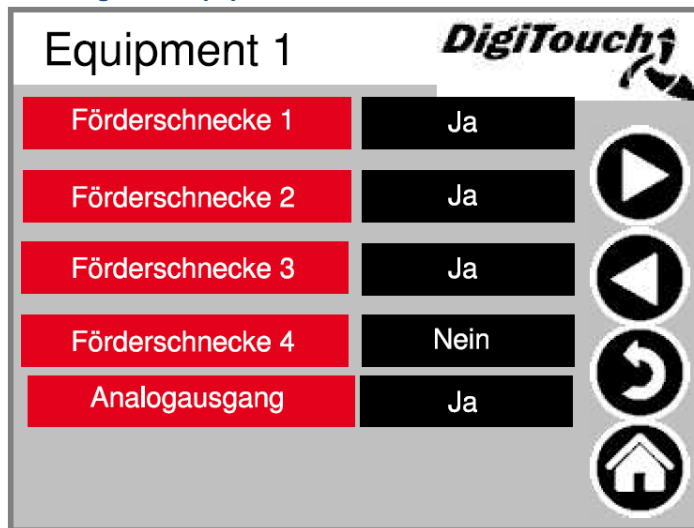 Equipment 1
DigiTouch
Förderschnecke 1 Ja
Förderschnecke 2 Ja
Förderschnecke 3 Ja
Förderschnecke 4 Nein
Analogausgang Ja